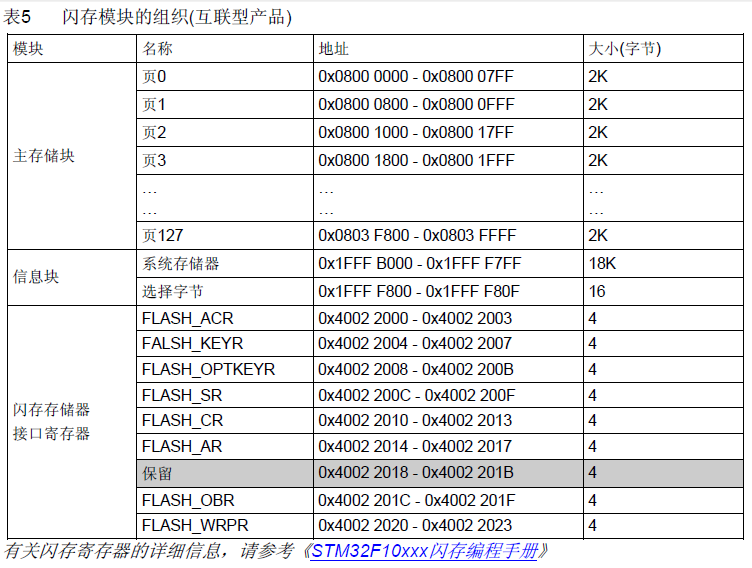 表5 闪存模块的组织(互联型产品)
模块 名称 地址 大小(字节)
主存储块
页0 0x0800 0000 - 0x0800 07FF 2K
页1 0x0800 0800 - 0x0800 0FFF 2K
页2 0x0800 1000 - 0x0800 17FF 2K
页3 0x0800 1800 - 0x0800 1FFF 2K
… … …
… … …
页127 0x0803 F800 - 0x0803 FFFF 2K
信息块
系统存储器 0x1FFF B000 - 0x1FFF F7FF 18K
选择字节 0x1FFF F800 - 0x1FFF F80F 16
闪存存储器
接口寄存器
FLASH_ACR 0x4002 2000 - 0x4002 2003 4
FALSH_KEYR 0x4002 2004 - 0x4002 2007 4
FLASH_OPTKEYR 0x4002 2008 - 0x4002 200B 4
FLASH_SR 0x4002 200C - 0x4002 200F 4
FLASH_CR 0x4002 2010 - 0x4002 2013 4
FLASH_AR 0x4002 2014 - 0x4002 2017 4
保留 0x4002 2018 - 0x4002 201B 4
FLASH_OBR 0x4002 201C - 0x4002 201F 4
FLASH_WRPR 0x4002 2020 - 0x4002 2023 4
有关闪存寄存器的详细信息，请参考《STM32F10xxx闪存编程手册》